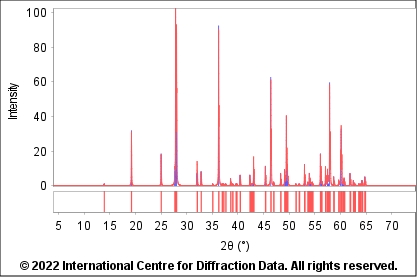 100
80
60
40
20
0
Intensity
5 10 15 20 25 30 35 40 45 50 55 60 65 70
2θ (°)
© 2022 International Centre for Diffraction Data. All rights reserved.